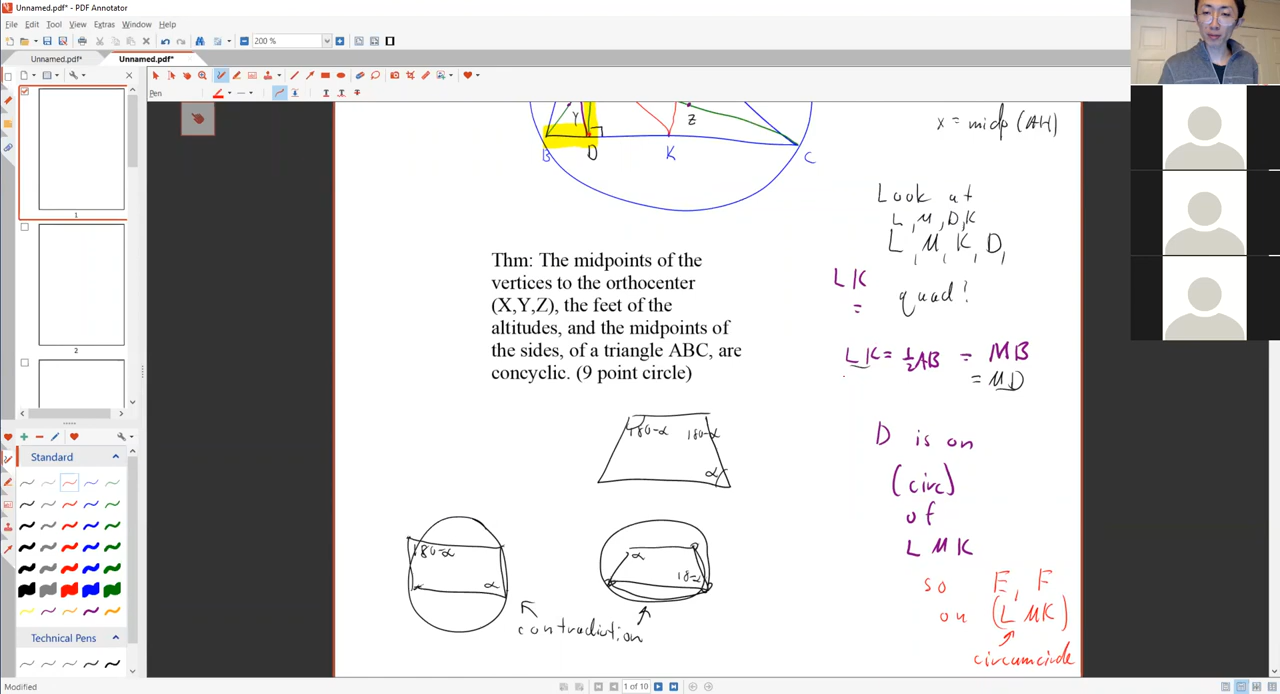 Unnamed.pdf* - PDF Annotator
File Edit Tool View Extras Window Help
200 %
Unnamed.pdf* Unnamed.pdf*
Pen
1
2
Standard
Technical Pens
Modified
1 of 10
Y
Z
B D K C
x = midp (AH)
Look at
L, M, D, K
L, M, K, D,
quad!
LK
=
LK = 1/2 AB = MB
= MD
D is on
(circ)
of
LMK
so E, F
on (LMK)
circumcircle
Thm: The midpoints of the
vertices to the orthocenter
(X,Y,Z), the feet of the
altitudes, and the midpoints of
the sides, of a triangle ABC, are
concyclic. (9 point circle)
180-α 180-α
α
180-α
α
α
18-α
contradiction